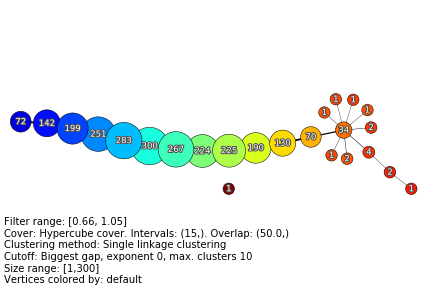 1 1
1 1
72 142 199 251 283 300 267 224 225 190 130 70 34 2
1 2 4
2
1 1
Filter range: [0.66, 1.05]
Cover: Hypercube cover. Intervals: (15,). Overlap: (50.0,)
Clustering method: Single linkage clustering
Cutoff: Biggest gap, exponent 0, max. clusters 10
Size range: [1,300]
Vertices colored by: default